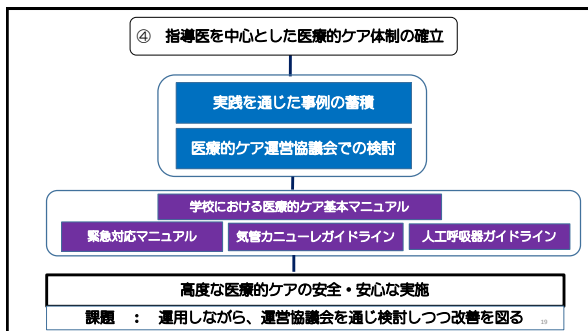 ④ 指導医を中心とした医療的ケア体制の確立
実践を通じた事例の蓄積
医療的ケア運営協議会での検討
学校における医療的ケア基本マニュアル
緊急対応マニュアル 気管カニューレガイドライン 人工呼吸器ガイドライン
高度な医療的ケアの安全・安心な実施
課題 : 運用しながら、運営協議会を通じ検討しつつ改善を図る
19